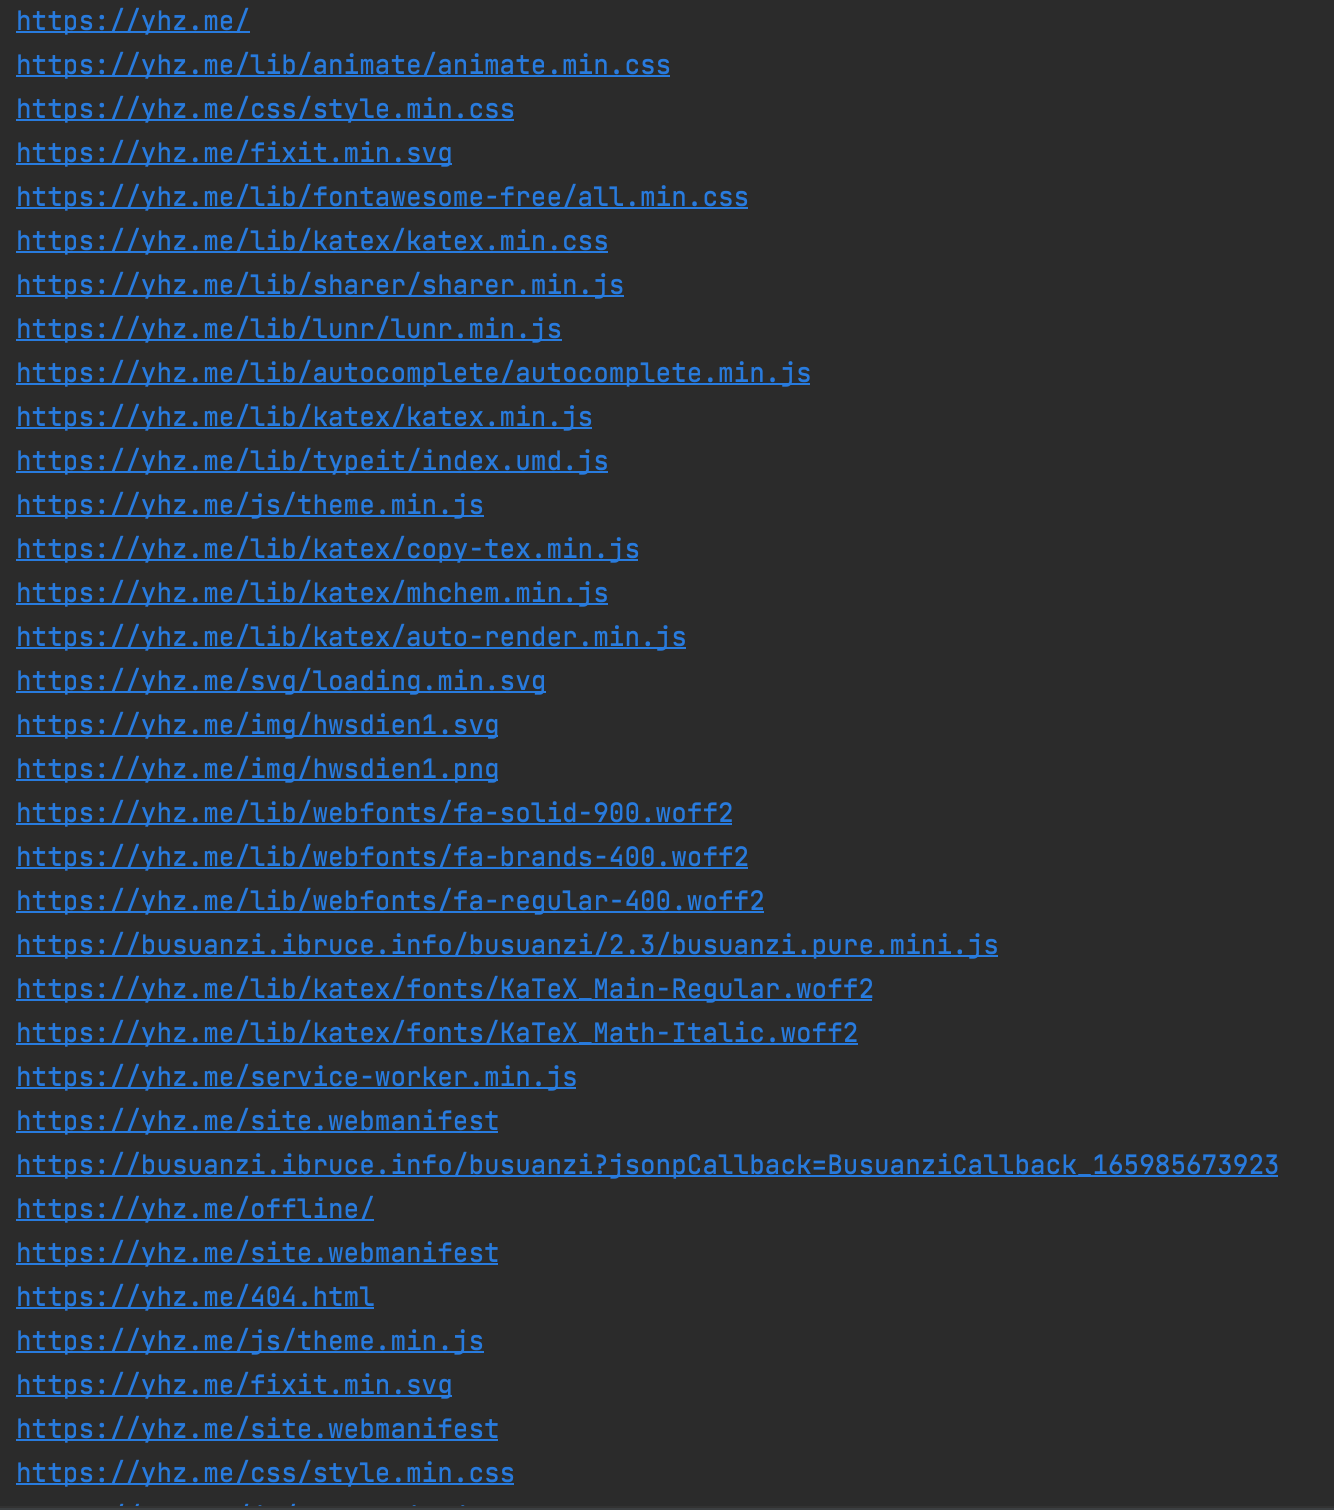 https://yhz.me/
https://yhz.me/lib/animate/animate.min.css
https://yhz.me/css/style.min.css
https://yhz.me/fixit.min.svg
https://yhz.me/lib/fontawesome-free/all.min.css
https://yhz.me/lib/katex/katex.min.css
https://yhz.me/lib/sharer/sharer.min.js
https://yhz.me/lib/lunr/lunr.min.js
https://yhz.me/lib/autocomplete/autocomplete.min.js
https://yhz.me/lib/katex/katex.min.js
https://yhz.me/lib/typeit/index.umd.js
https://yhz.me/js/theme.min.js
https://yhz.me/lib/katex/copy-tex.min.js
https://yhz.me/lib/katex/mhchem.min.js
https://yhz.me/lib/katex/auto-render.min.js
https://yhz.me/svg/loading.min.svg
https://yhz.me/img/hwsdien1.svg
https://yhz.me/img/hwsdien1.png
https://yhz.me/lib/webfonts/fa-solid-900.woff2
https://yhz.me/lib/webfonts/fa-brands-400.woff2
https://yhz.me/lib/webfonts/fa-regular-400.woff2
https://busuanzi.ibruce.info/busuanzi/2.3/busuanzi.pure.mini.js
https://yhz.me/lib/katex/fonts/KaTeX_Main-Regular.woff2
https://yhz.me/lib/katex/fonts/KaTeX_Math-Italic.woff2
https://yhz.me/service-worker.min.js
https://yhz.me/site.webmanifest
https://busuanzi.ibruce.info/busuanzi?jsonpCallback=BusuanziCallback_165985673923
https://yhz.me/offline/
https://yhz.me/site.webmanifest
https://yhz.me/404.html
https://yhz.me/js/theme.min.js
https://yhz.me/fixit.min.svg
https://yhz.me/site.webmanifest
https://yhz.me/css/style.min.css